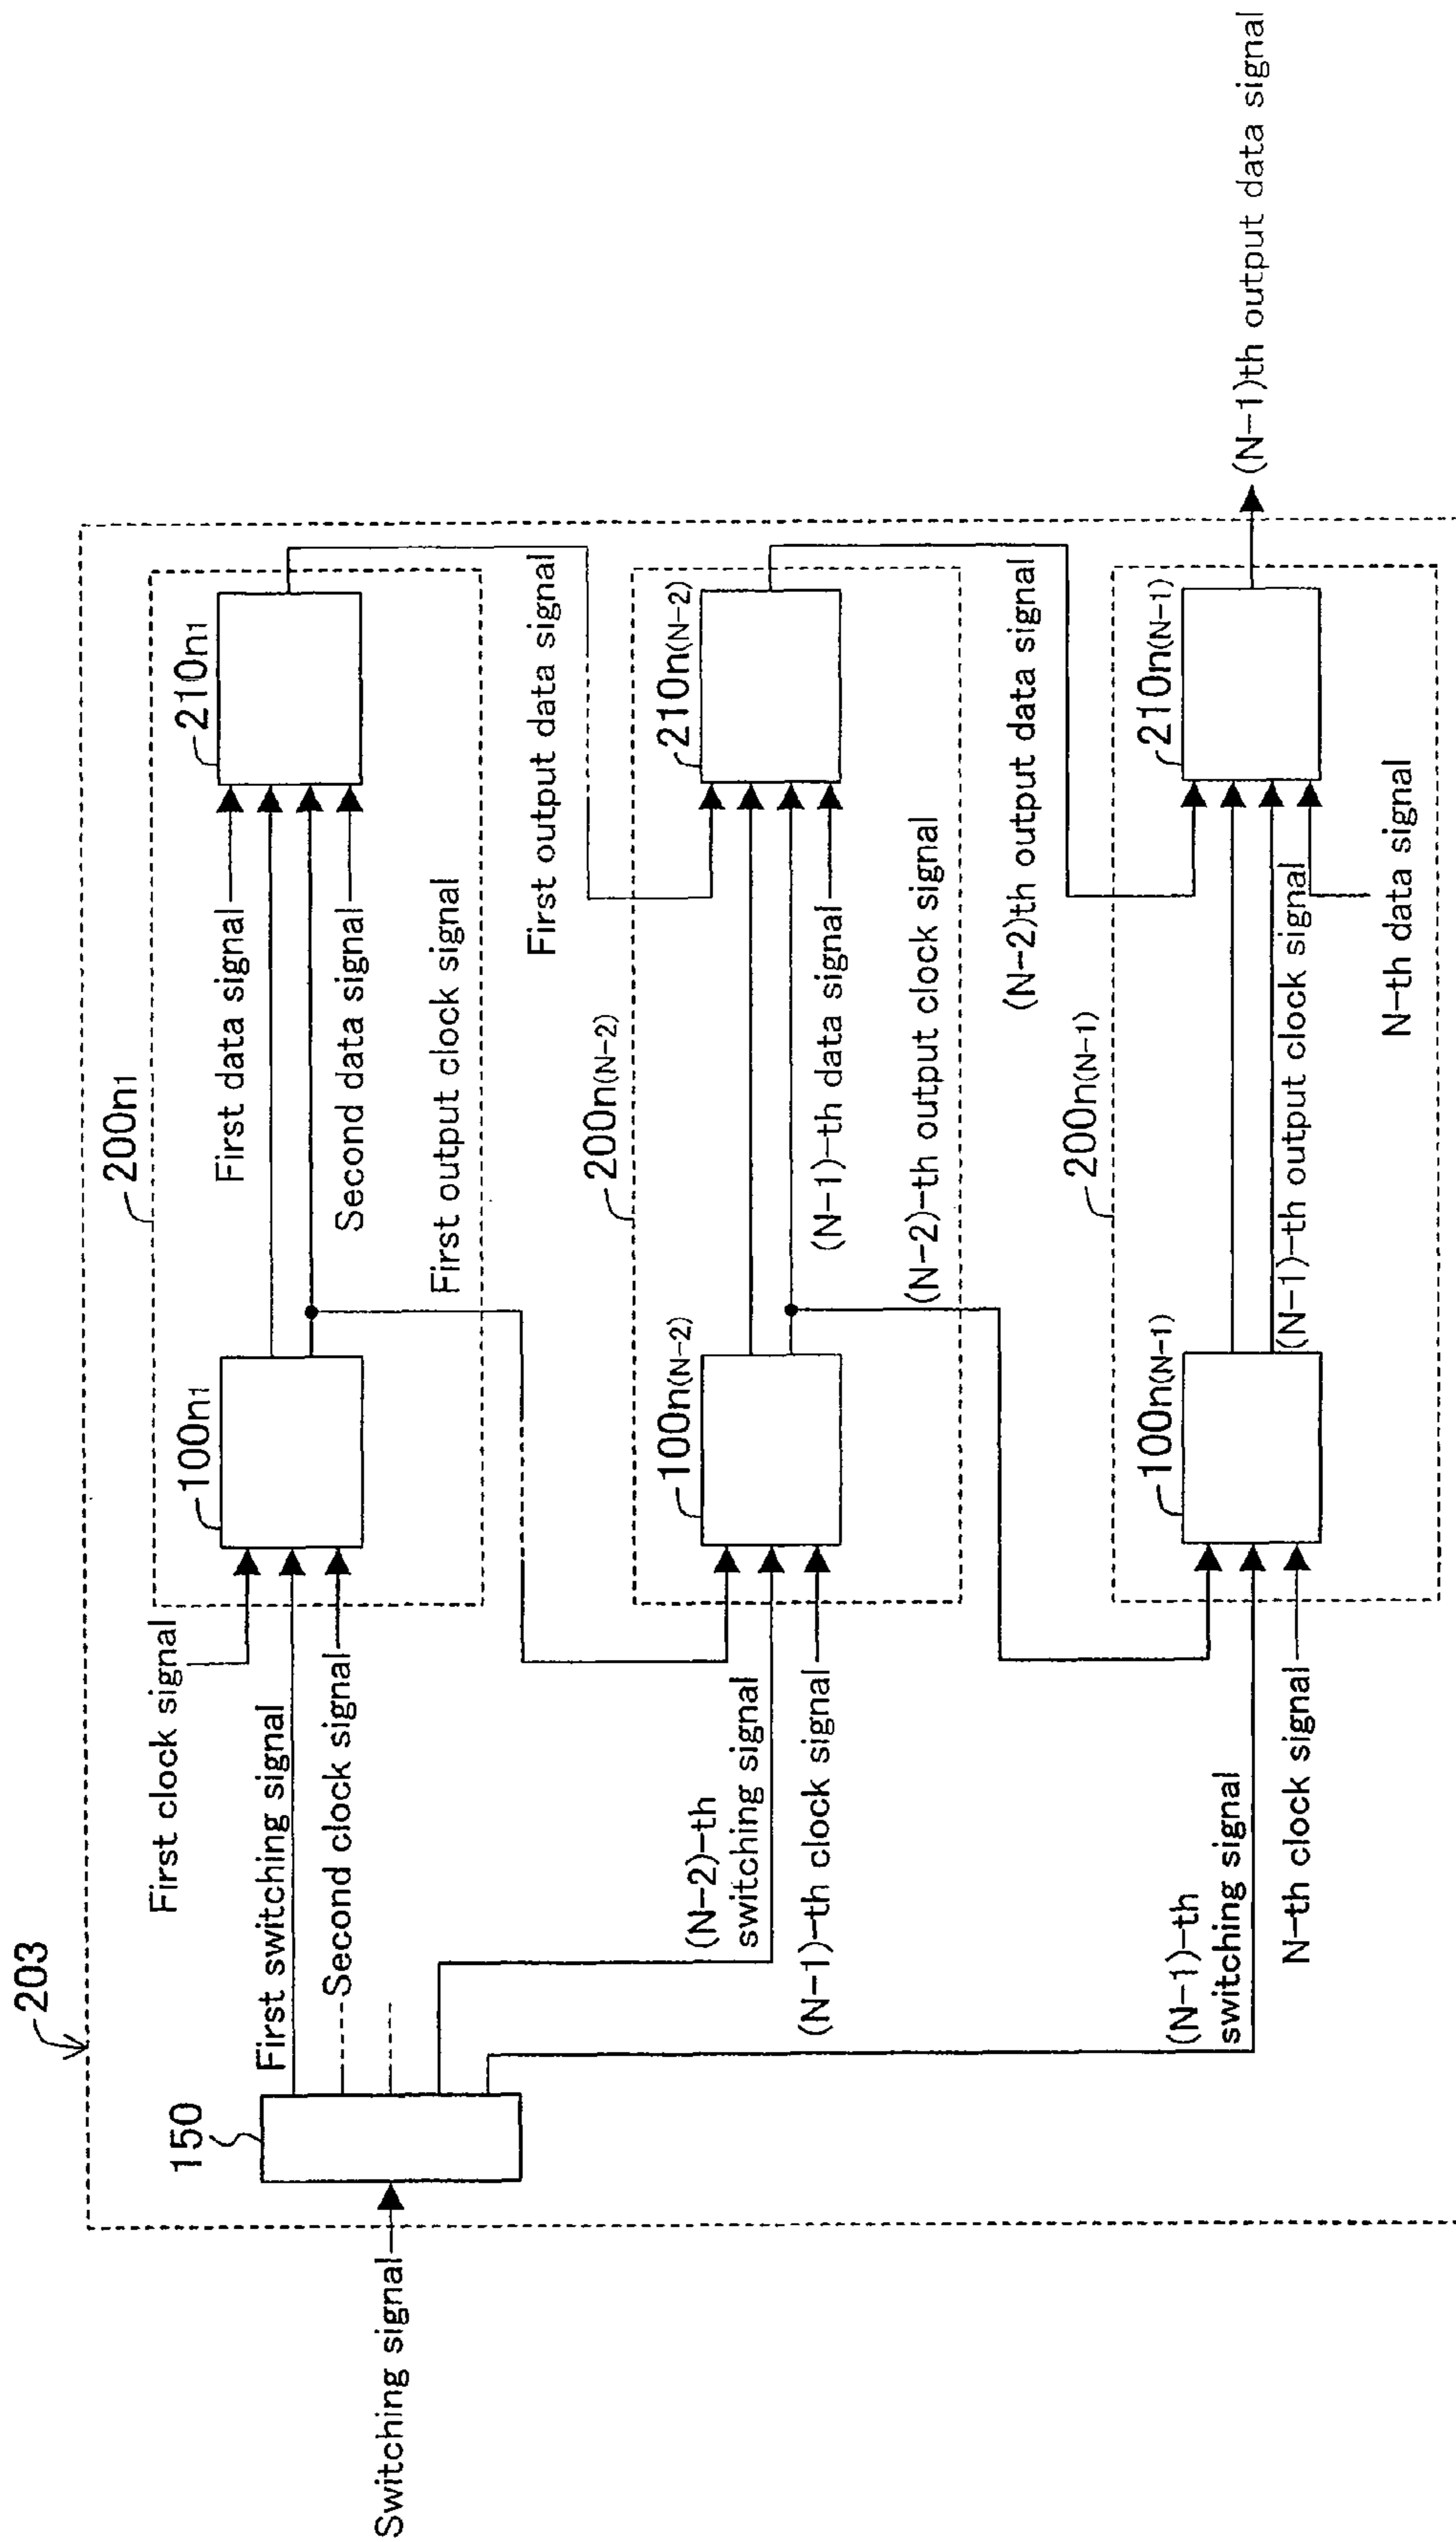 203
Switching signal
150
First switching signal
First clock signal
Second clock signal
200n1
100n1
210n1
First data signal
Second data signal
First output clock signal
First output data signal
(N-2)-th
switching signal
(N-1)-th clock signal
200n(N-2)
100n(N-2)
210n(N-2)
(N-1)-th data signal
(N-2)-th output clock signal
(N-2)th output data signal
(N-1)-th
switching signal
N-th clock signal
200n(N-1)
100n(N-1)
210n(N-1)
(N-1)-th output clock signal
N-th data signal
(N-1)th output data signal